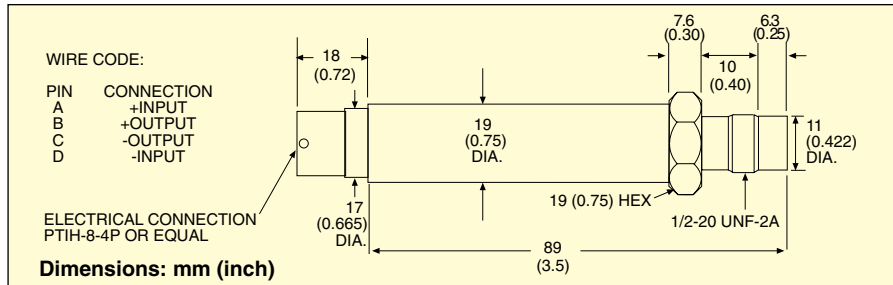 WIRE CODE:
PIN CONNECTION
A +INPUT
B +OUTPUT
C -OUTPUT
D -INPUT
ELECTRICAL CONNECTION
PTIH-8-4P OR EQUAL
Dimensions: mm (inch)
18
(0.72)
17
(0.665)
DIA.
19
(0.75)
DIA.
89
(3.5)
19 (0.75) HEX
7.6
(0.30)
10
(0.40)
6.3
(0.25)
11
(0.422)
DIA.
1/2-20 UNF-2A